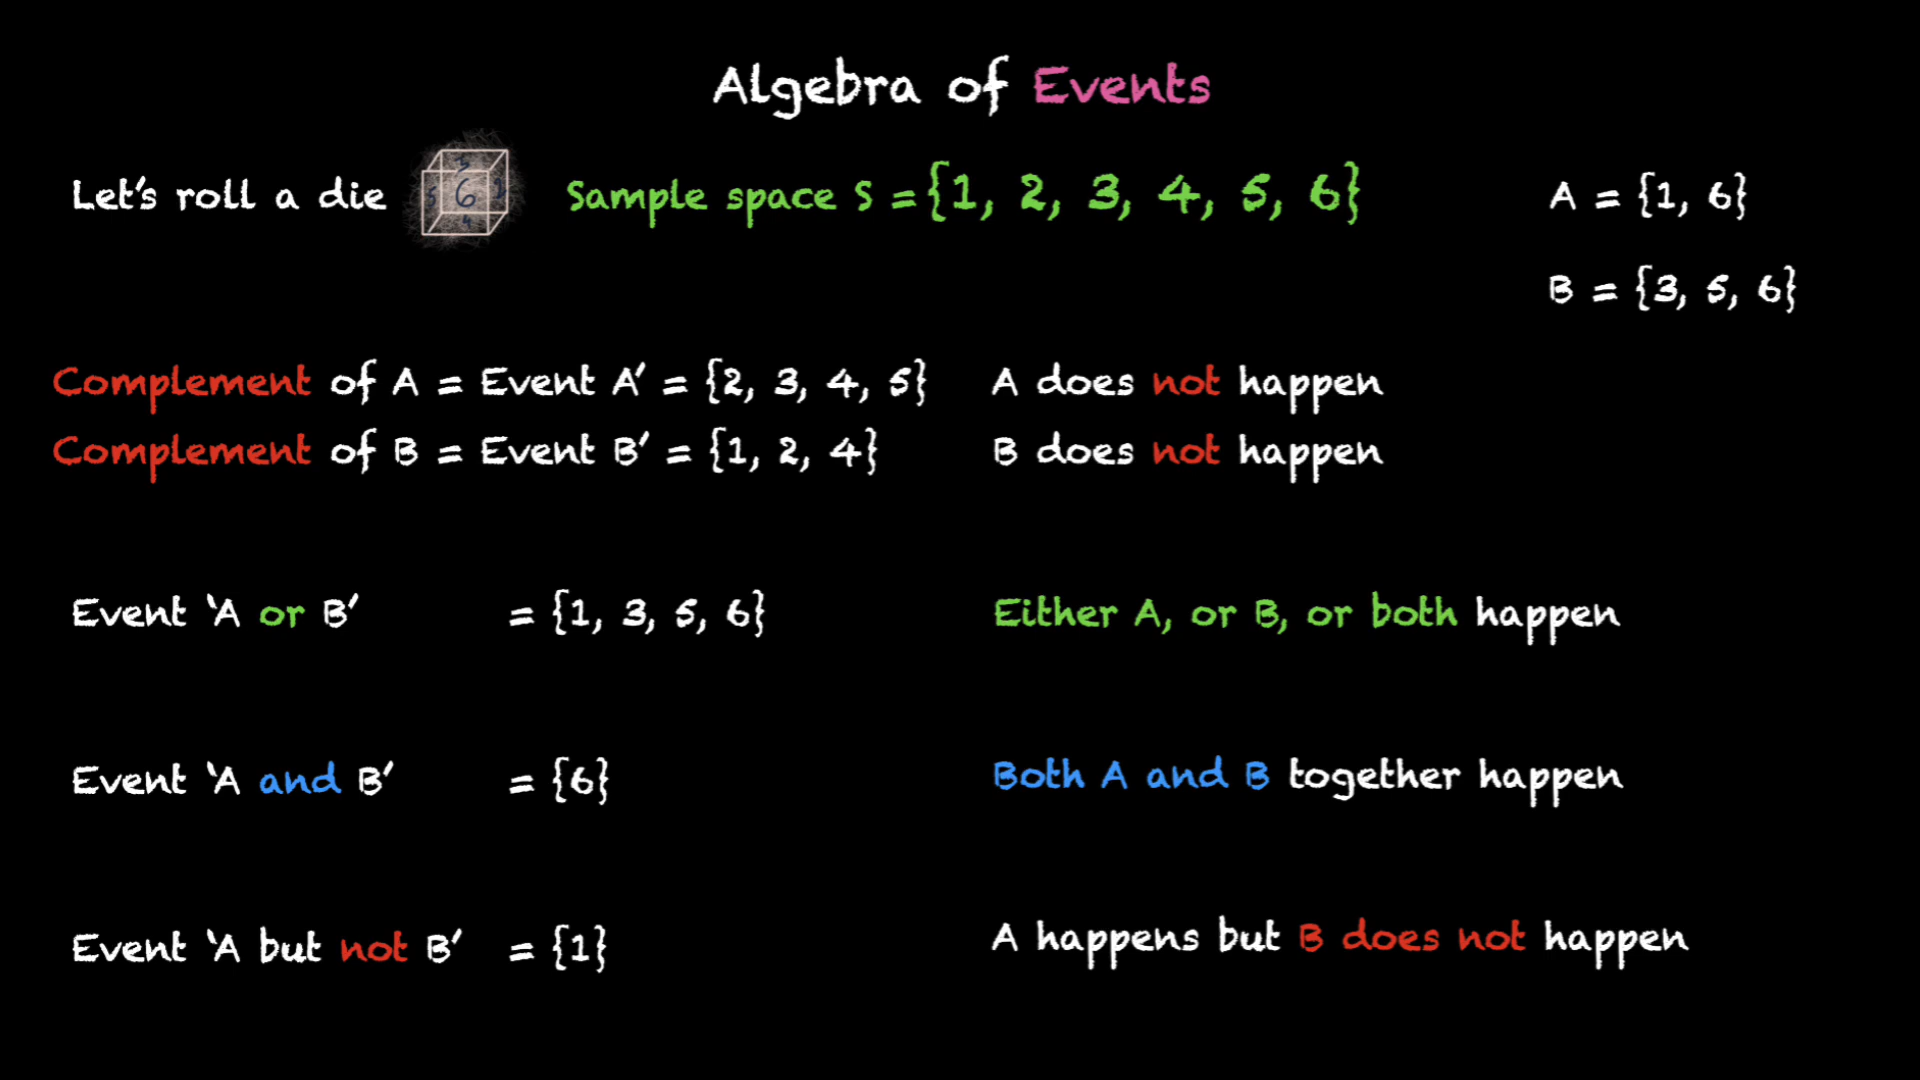 Algebra of Events
Let's roll a die
3
6
4
Sample space S = {1, 2, 3, 4, 5, 6}
A = {1, 6}
B = {3, 5, 6}
Complement of A = Event A' = {2, 3, 4, 5}
A does not happen
Complement of B = Event B' = {1, 2, 4}
B does not happen
Event 'A or B' = {1, 3, 5, 6}
Either A, or B, or both happen
Event 'A and B' = {6}
Both A and B together happen
Event 'A but not B' = {1}
A happens but B does not happen